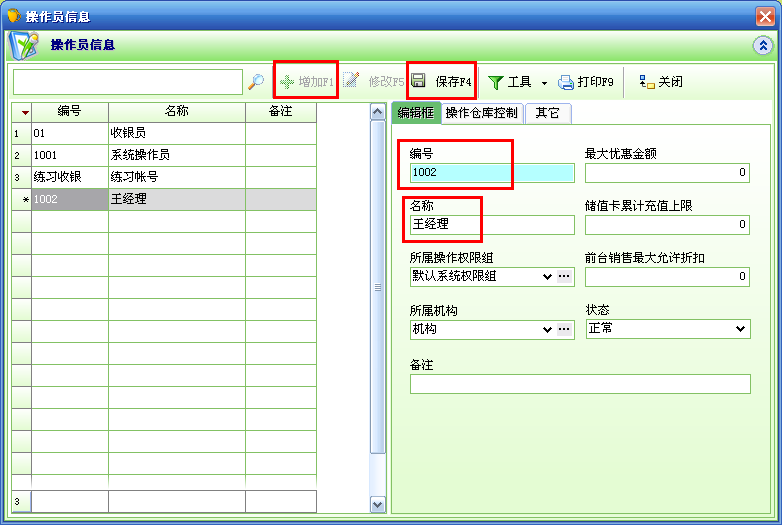 操作员信息
操作员信息
增加F1 修改F5 保存F4 工具 打印F9 关闭
编号 名称 备注
1 01 收银员
2 1001 系统操作员
3 练习收银 练习帐号
* 1002 王经理
3
编辑框 操作仓库控制 其它
编号 最大优惠金额
1002 0
名称 储值卡累计充值上限
王经理 0
所属操作权限组 前台销售最大允许折扣
默认系统权限组 0
所属机构 状态
机构 正常
备注